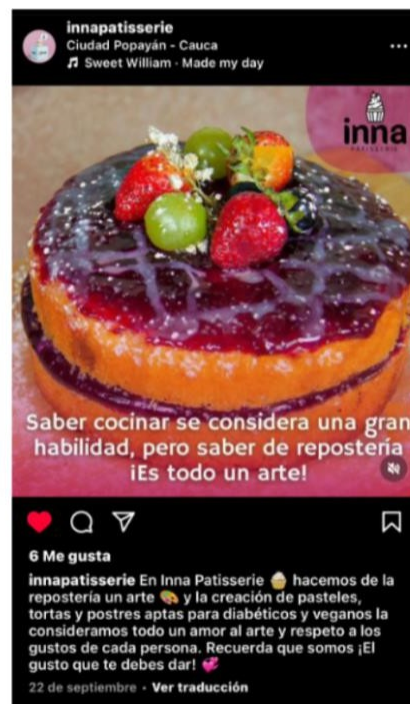 innapatisserie
Ciudad Popayán - Cauca
Sweet William · Made my day
inna
PATISSERIE
Saber cocinar se considera una gran
habilidad, pero saber de repostería
¡Es todo un arte!
6 Me gusta
innapatisserie En Inna Patisserie 🧁 hacemos de la
repostería un arte 🎨 y la creación de pasteles,
tortas y postres aptas para diabéticos y veganos la
consideramos todo un amor al arte y respeto a los
gustos de cada persona. Recuerda que somos ¡El
gusto que te debes dar! 💞
22 de septiembre · Ver traducción